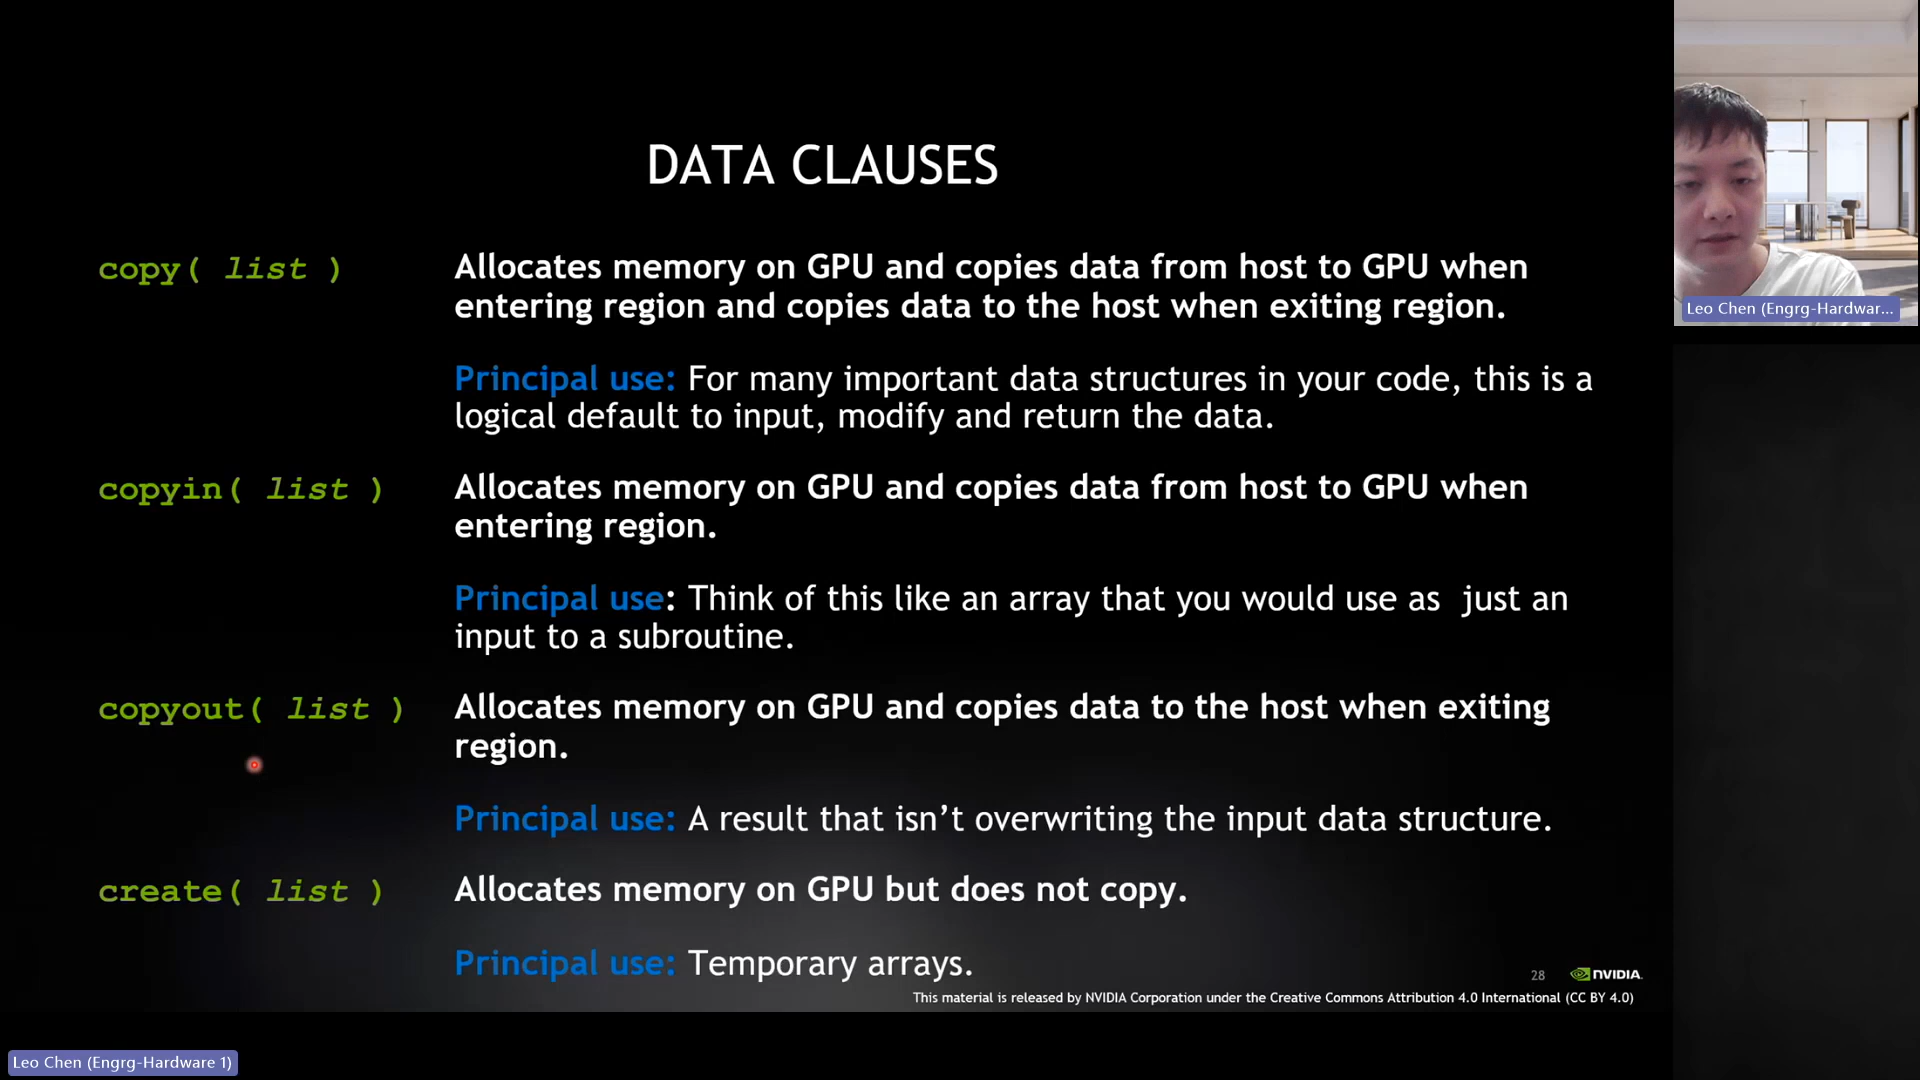 DATA CLAUSES
copy( list )
Allocates memory on GPU and copies data from host to GPU when
entering region and copies data to the host when exiting region.
Principal use: For many important data structures in your code, this is a
logical default to input, modify and return the data.
copyin( list )
Allocates memory on GPU and copies data from host to GPU when
entering region.
Principal use: Think of this like an array that you would use as just an
input to a subroutine.
copyout( list )
Allocates memory on GPU and copies data to the host when exiting
region.
Principal use: A result that isn’t overwriting the input data structure.
create( list )
Allocates memory on GPU but does not copy.
Principal use: Temporary arrays.
28
NVIDIA.
This material is released by NVIDIA Corporation under the Creative Commons Attribution 4.0 International (CC BY 4.0)
Leo Chen (Engrg-Hardwar...
Leo Chen (Engrg-Hardware 1)